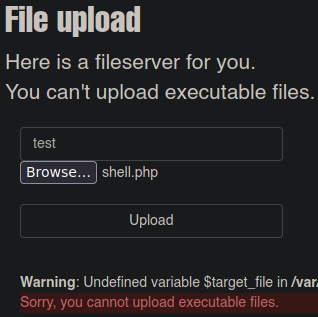 File upload
Here is a fileserver for you.
You can't upload executable files.
test
Browse... shell.php
Upload
Warning: Undefined variable $target_file in /var/
Sorry, you cannot upload executable files.